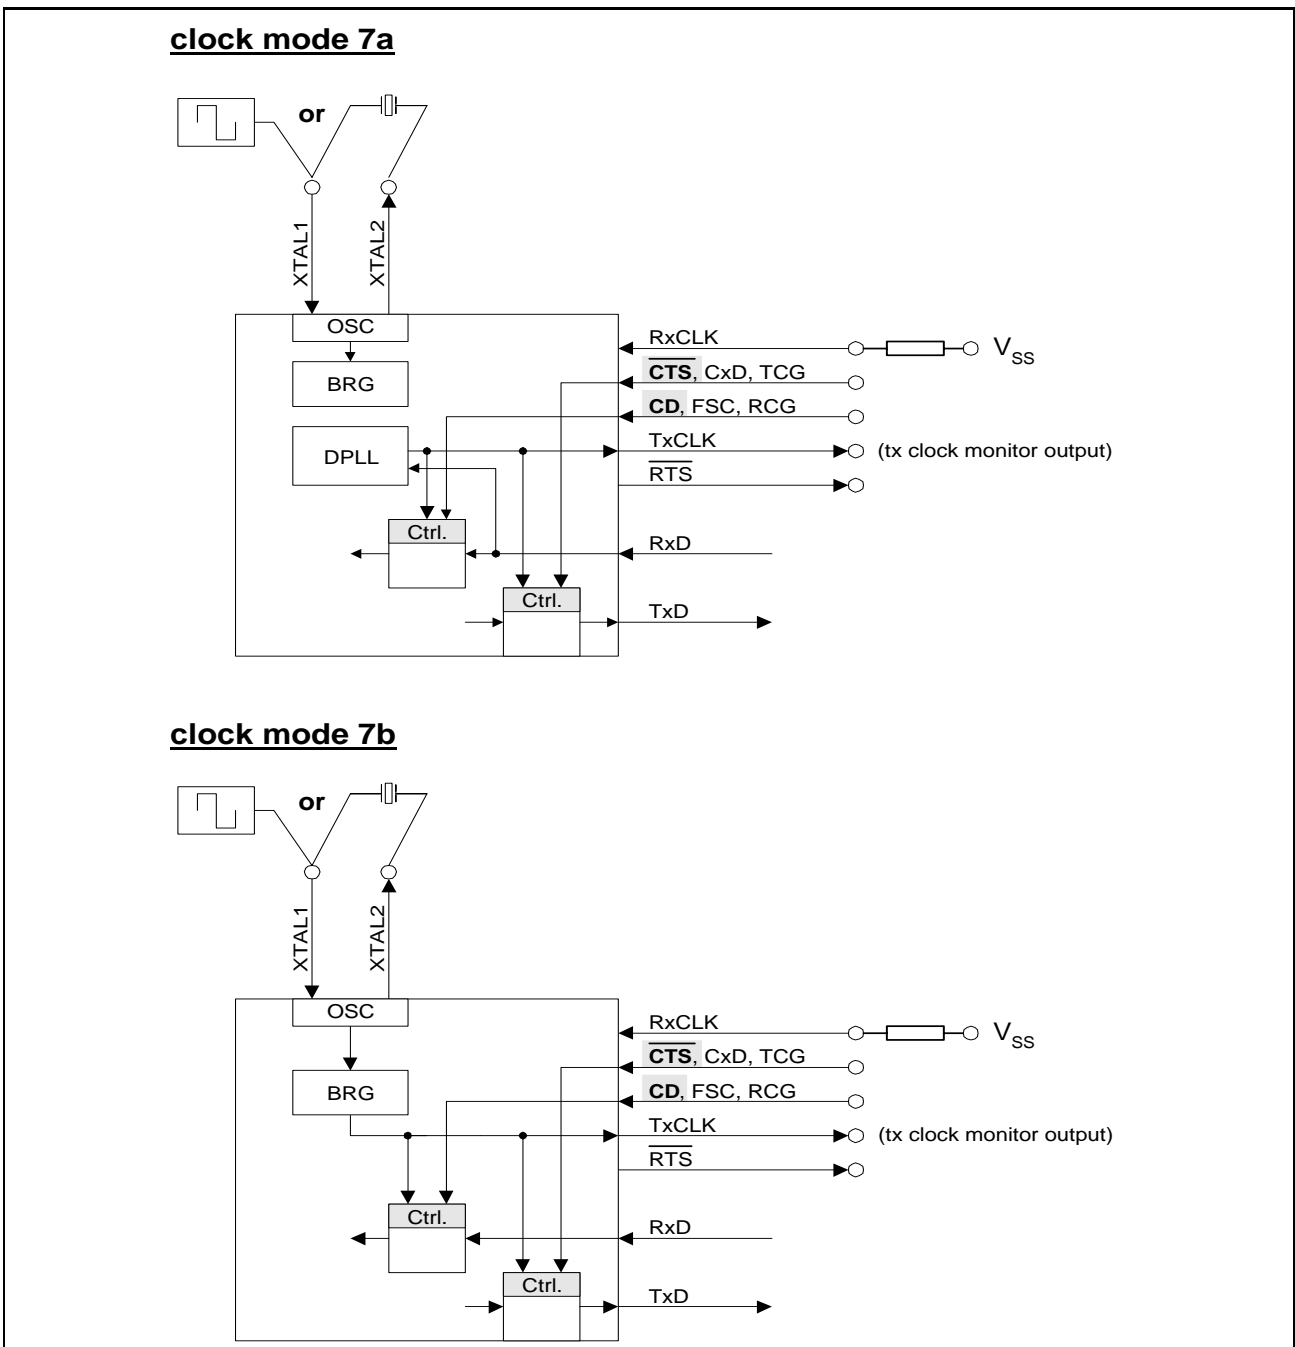 clock mode 7a
or
XTAL1
XTAL2
OSC
RxCLK
VSS
BRG
CTS, CxD, TCG
CD, FSC, RCG
DPLL
TxCLK
(tx clock monitor output)
RTS
Ctrl.
RxD
Ctrl.
TxD
clock mode 7b
or
XTAL1
XTAL2
OSC
RxCLK
VSS
CTS, CxD, TCG
BRG
CD, FSC, RCG
TxCLK
(tx clock monitor output)
RTS
Ctrl.
RxD
Ctrl.
TxD